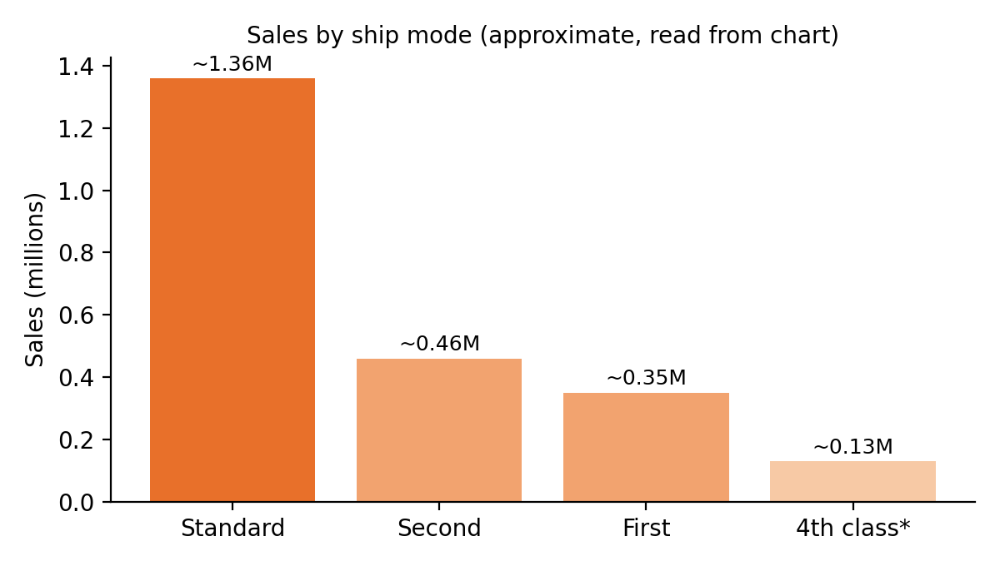 Sales by ship mode (approximate, read from chart)
Sales (millions)
1.4
1.2
1.0
0.8
0.6
0.4
0.2
0.0
~1.36M
~0.46M
~0.35M
~0.13M
Standard
Second
First
4th class*